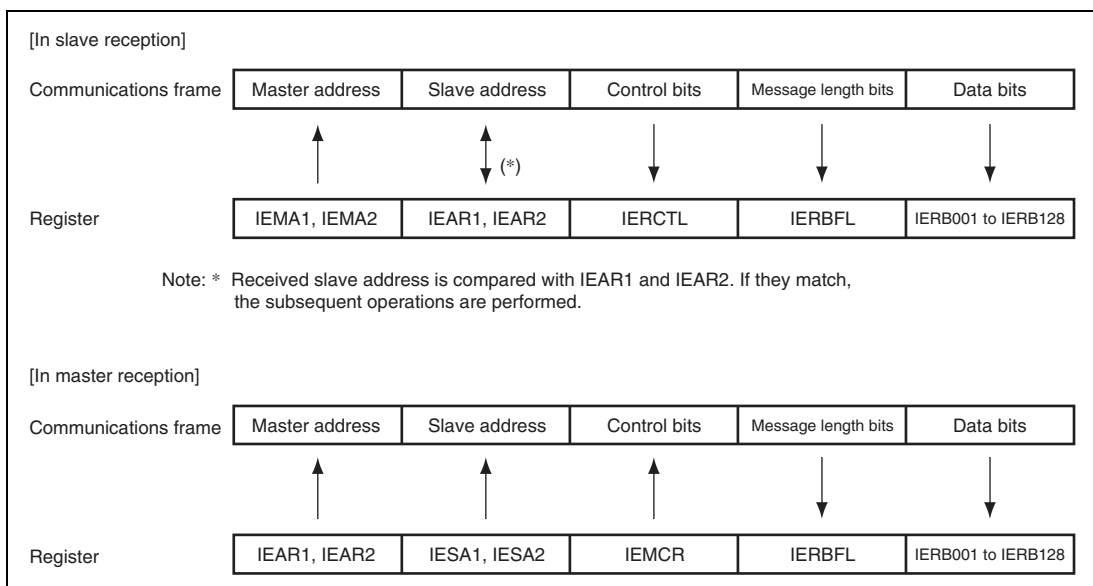 [In slave reception]
Communications frame Master address Slave address Control bits Message length bits Data bits
(*)
Register IEMA1, IEMA2 IEAR1, IEAR2 IERCTL IERBFL IERB001 to IERB128
Note: * Received slave address is compared with IEAR1 and IEAR2. If they match,
the subsequent operations are performed.
[In master reception]
Communications frame Master address Slave address Control bits Message length bits Data bits
Register IEAR1, IEAR2 IESA1, IESA2 IEMCR IERBFL IERB001 to IERB128